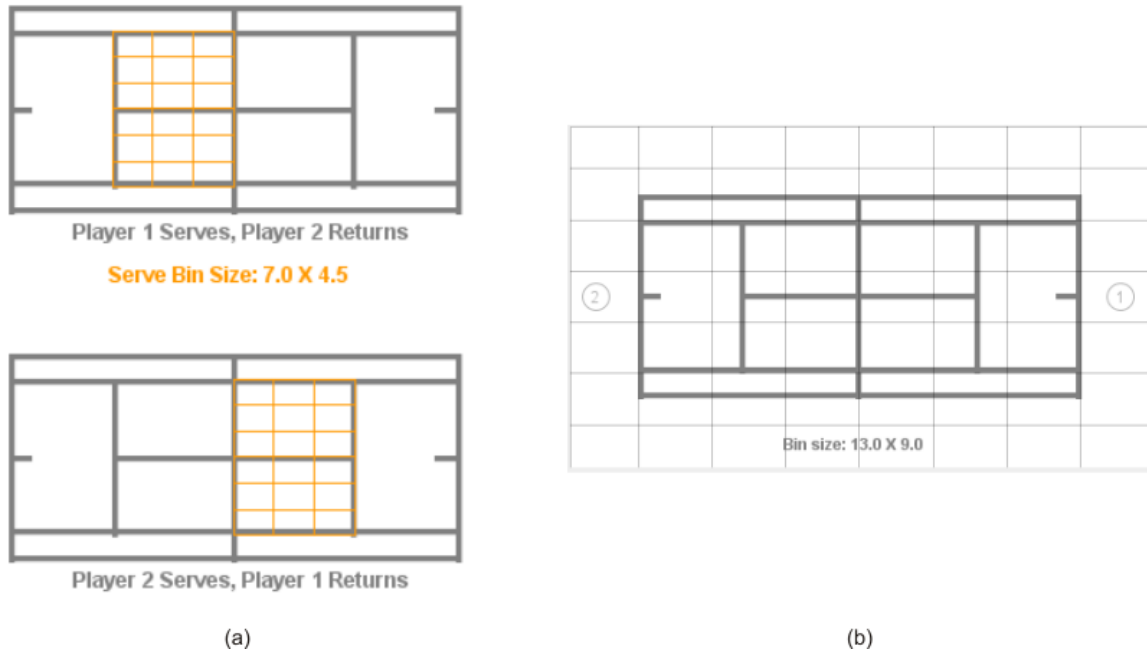 Player 1 Serves, Player 2 Returns
Serve Bin Size: 7.0 X 4.5
Player 2 Serves, Player 1 Returns
(a)
2
1
Bin size: 13.0 X 9.0
(b)